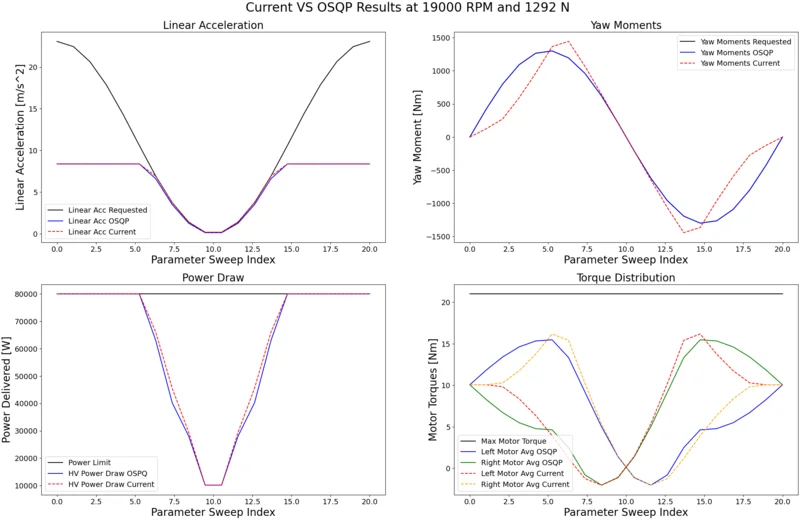 Current VS OSQP Results at 19000 RPM and 1292 N
Linear Acceleration
Linear Acceleration [m/s^2]
20
15
10
5
0
Linear Acc Requested
Linear Acc OSQP
Linear Acc Current
0.0 2.5 5.0 7.5 10.0 12.5 15.0 17.5 20.0
Parameter Sweep Index
Yaw Moments
Yaw Moment [Nm]
1500
1000
500
0
−500
−1000
−1500
Yaw Moments Requested
Yaw Moments OSQP
Yaw Moments Current
0.0 2.5 5.0 7.5 10.0 12.5 15.0 17.5 20.0
Parameter Sweep Index
Power Draw
Power Delivered [W]
80000
70000
60000
50000
40000
30000
20000
10000
Power Limit
HV Power Draw OSPQ
HV Power Draw Current
0.0 2.5 5.0 7.5 10.0 12.5 15.0 17.5 20.0
Parameter Sweep Index
Torque Distribution
Motor Torques [Nm]
20
15
10
5
0
Max Motor Torque
Left Motor Avg OSQP
Right Motor Avg OSQP
Left Motor Avg Current
Right Motor Avg Current
0.0 2.5 5.0 7.5 10.0 12.5 15.0 17.5 20.0
Parameter Sweep Index